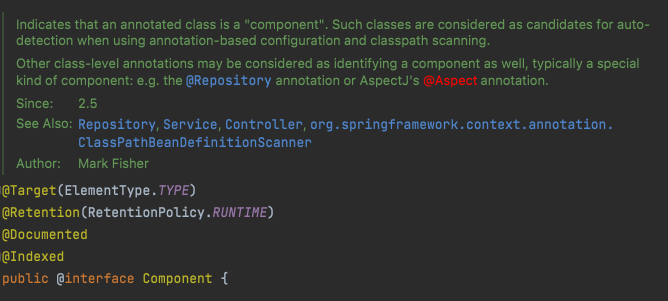 Indicates that an annotated class is a "component". Such classes are considered as candidates for auto-
detection when using annotation-based configuration and classpath scanning.
Other class-level annotations may be considered as identifying a component as well, typically a special
kind of component: e.g. the @Repository annotation or AspectJ's @Aspect annotation.
Since: 2.5
See Also: Repository, Service, Controller, org.springframework.context.annotation.
ClassPathBeanDefinitionScanner
Author: Mark Fisher
@Target(ElementType.TYPE)
@Retention(RetentionPolicy.RUNTIME)
@Documented
@Indexed
public @interface Component {